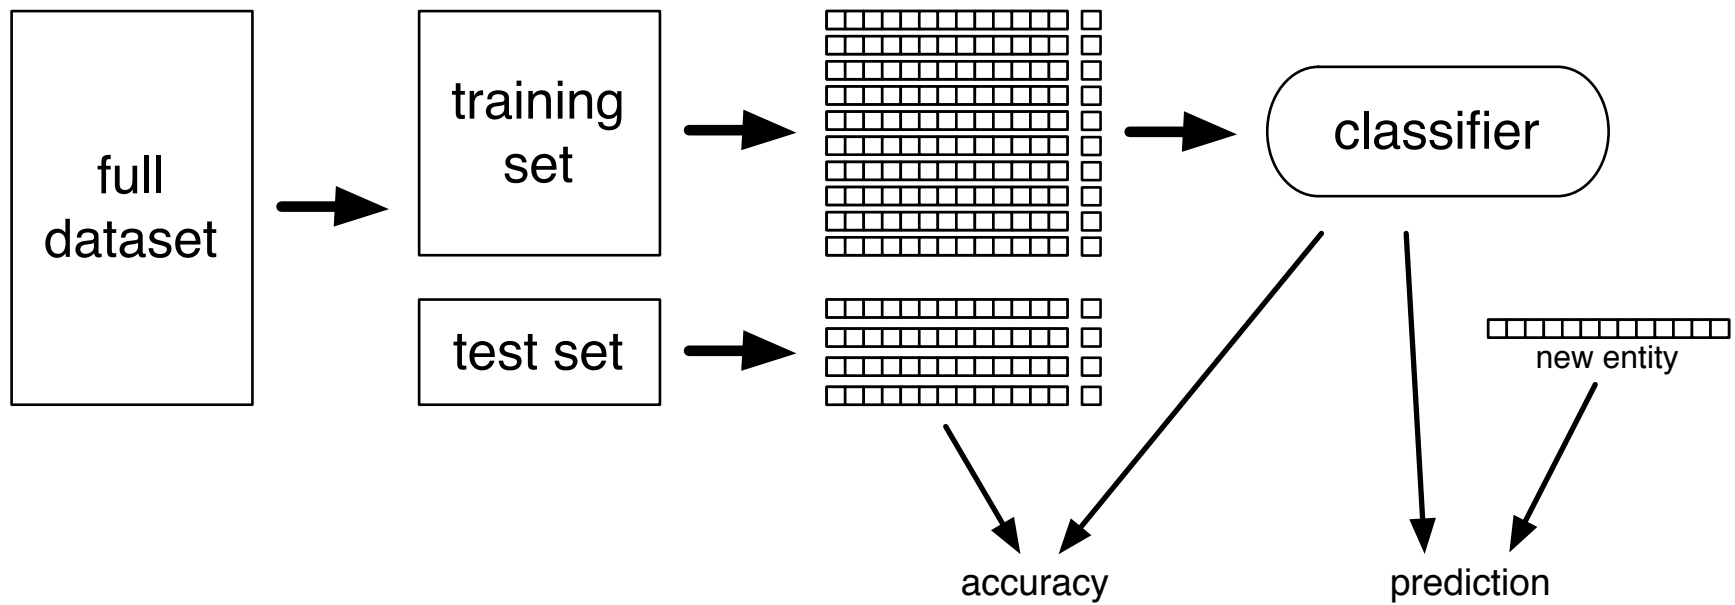 full
dataset
training
set
test set
classifier
new entity
accuracy
prediction